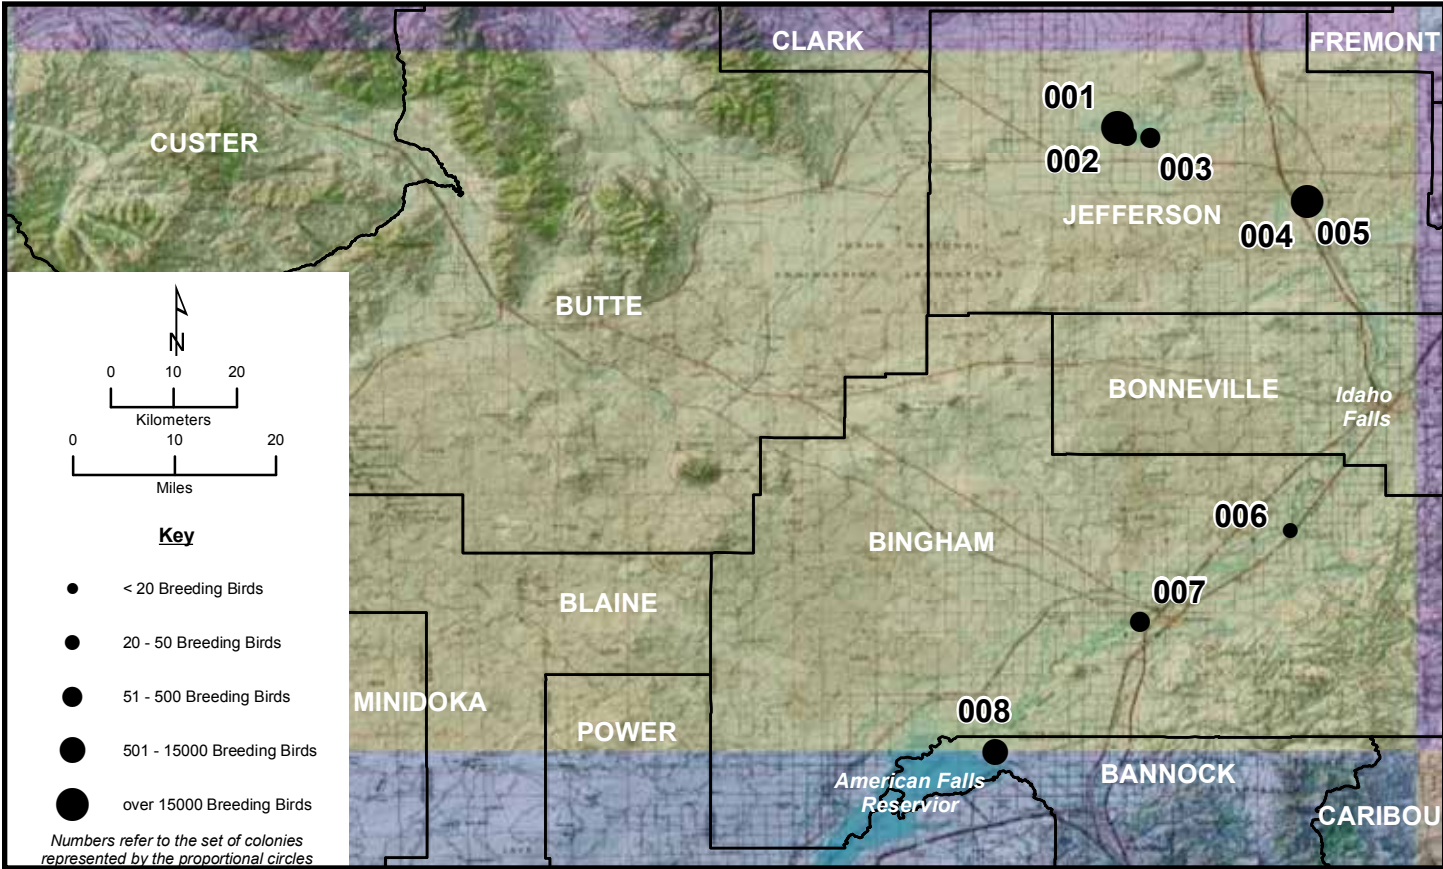 CLARK
FREMONT
001
CUSTER
002
003
JEFFERSON
004
005
BUTTE
N
0 10 20
Kilometers
0 10 20
Miles
BONNEVILLE
Idaho
Falls
Key
006
BINGHAM
< 20 Breeding Birds
007
BLAINE
20 - 50 Breeding Birds
51 - 500 Breeding Birds
MINIDOKA
008
POWER
501 - 15000 Breeding Birds
American Falls
Reservior
BANNOCK
over 15000 Breeding Birds
CARIBOU
Numbers refer to the set of colonies
represented by the proportional circles